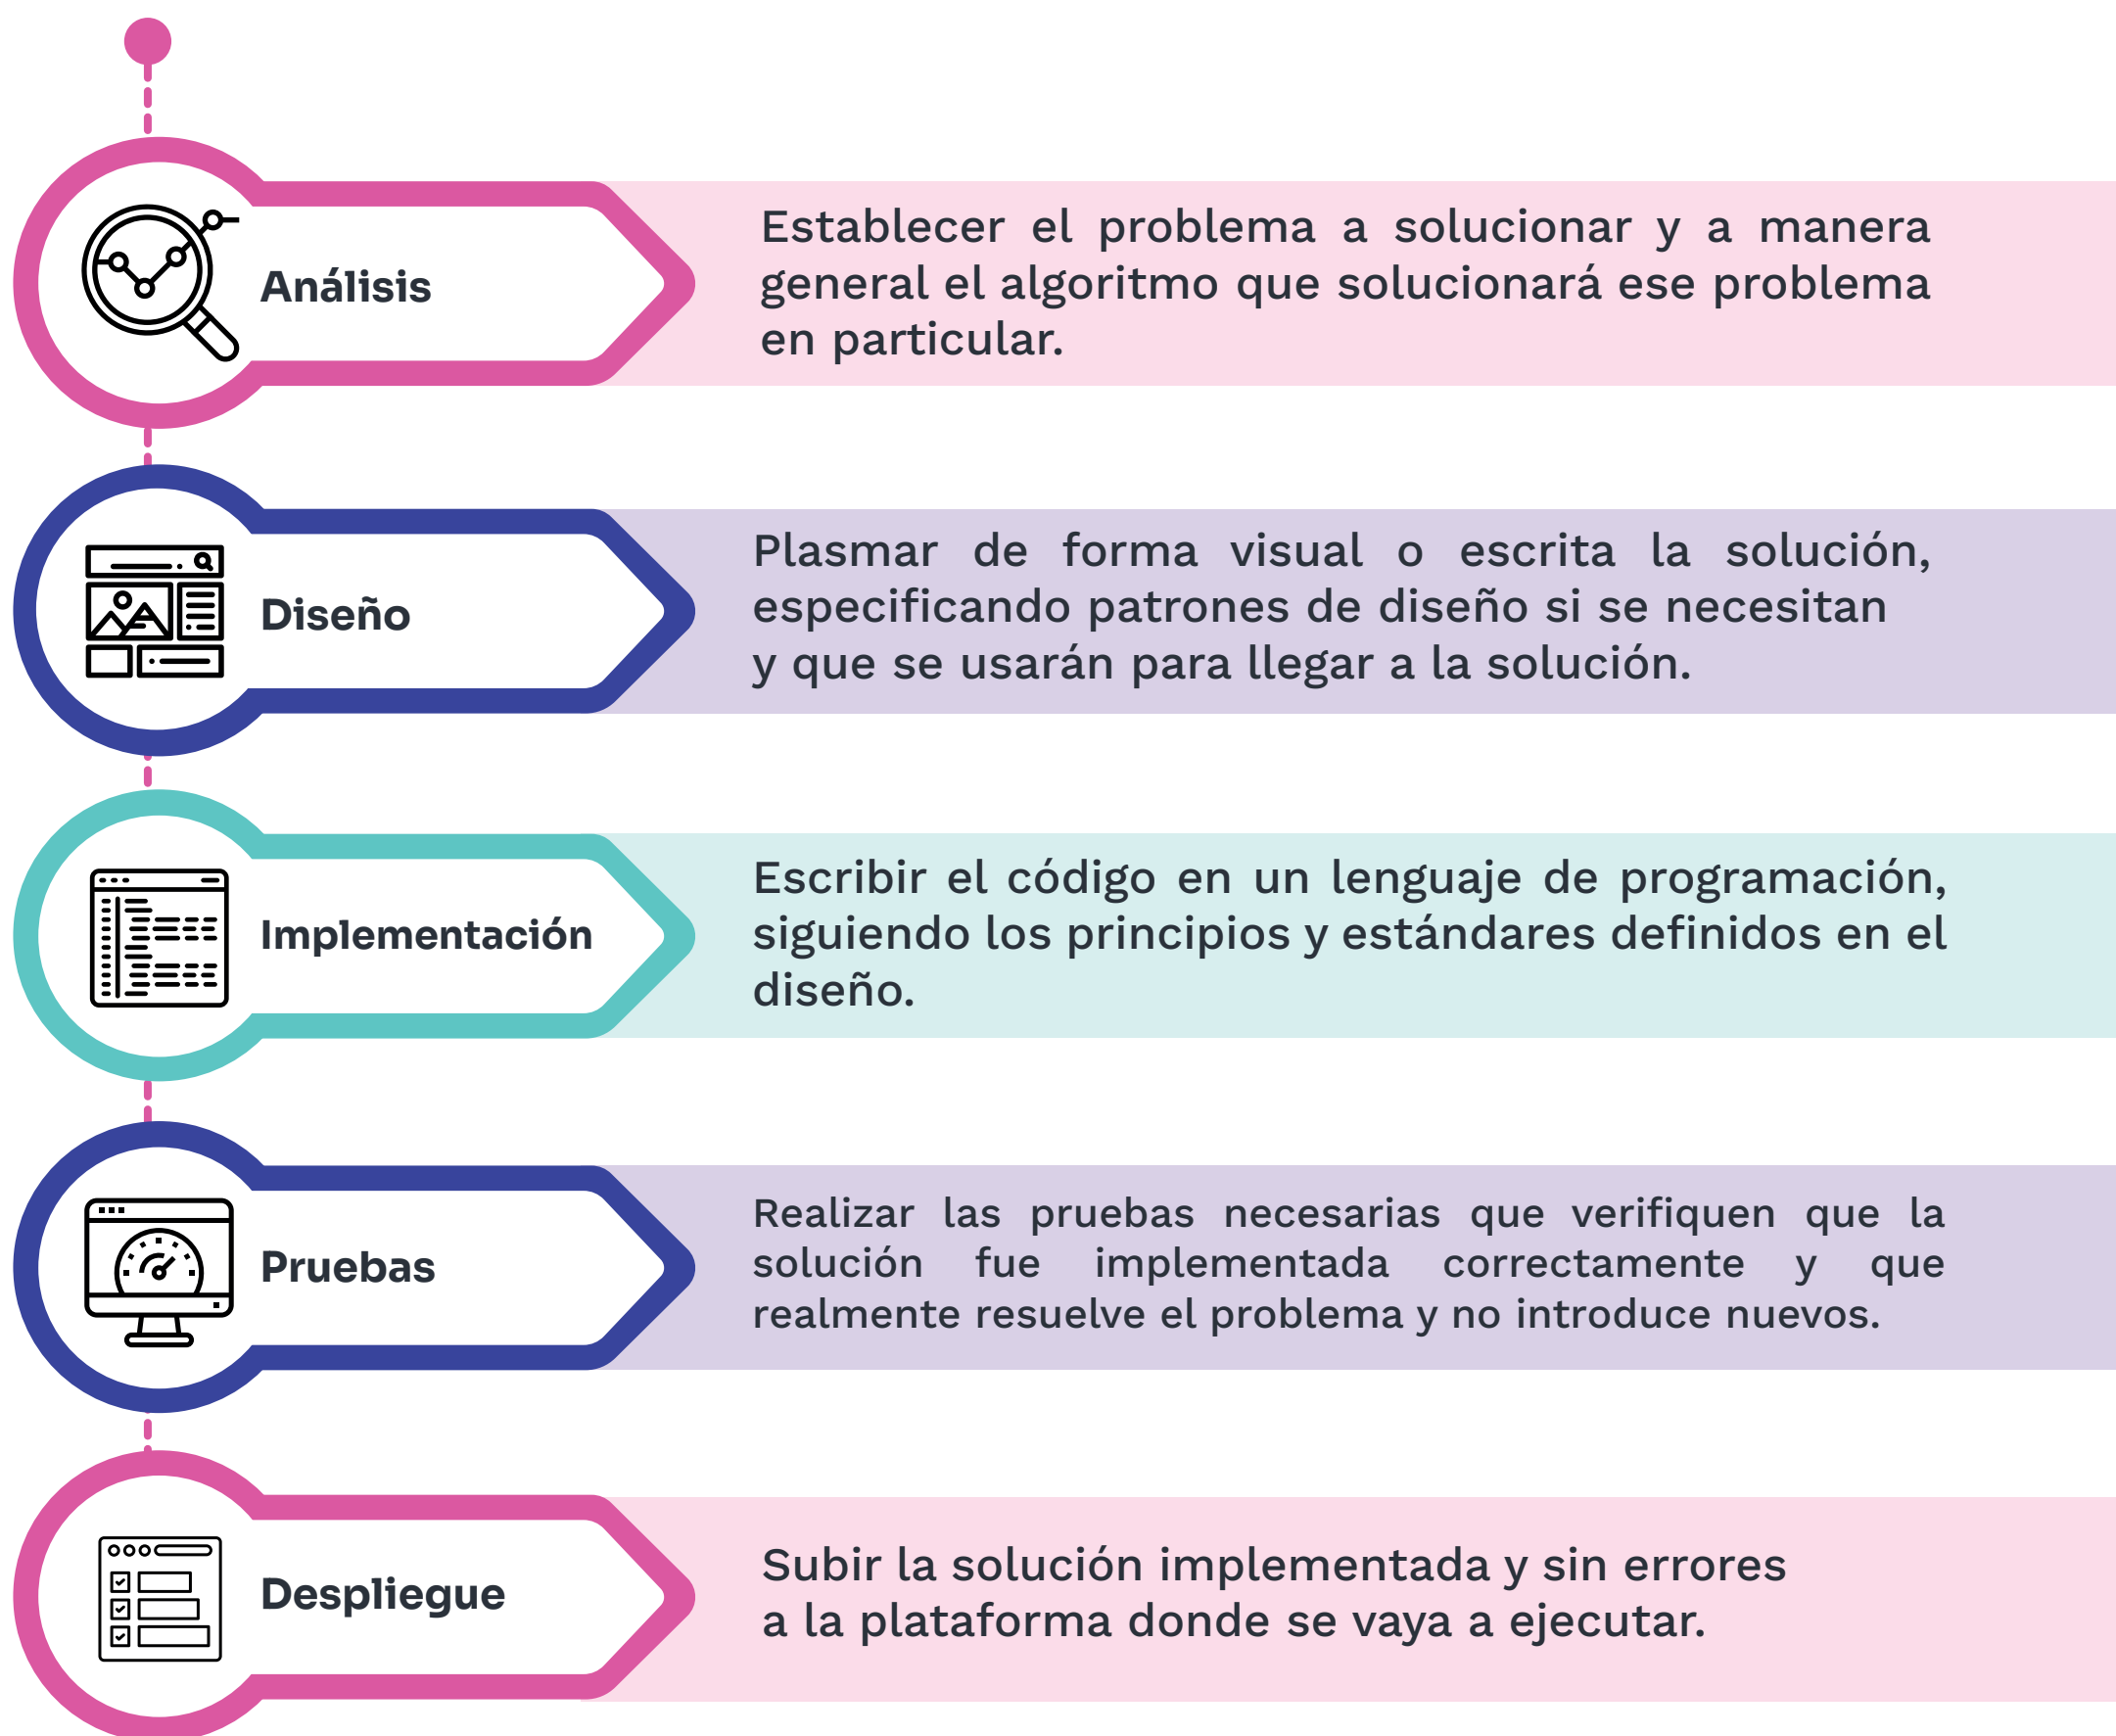 Análisis
Establecer el problema a solucionar y a manera
general el algoritmo que solucionará ese problema
en particular.
Diseño
Plasmar de forma visual o escrita la solución,
especificando patrones de diseño si se necesitan
y que se usarán para llegar a la solución.
Implementación
Escribir el código en un lenguaje de programación,
siguiendo los principios y estándares definidos en el
diseño.
Pruebas
Realizar las pruebas necesarias que verifiquen que la
solución fue implementada correctamente y que
realmente resuelve el problema y no introduce nuevos.
Despliegue
Subir la solución implementada y sin errores
a la plataforma donde se vaya a ejecutar.